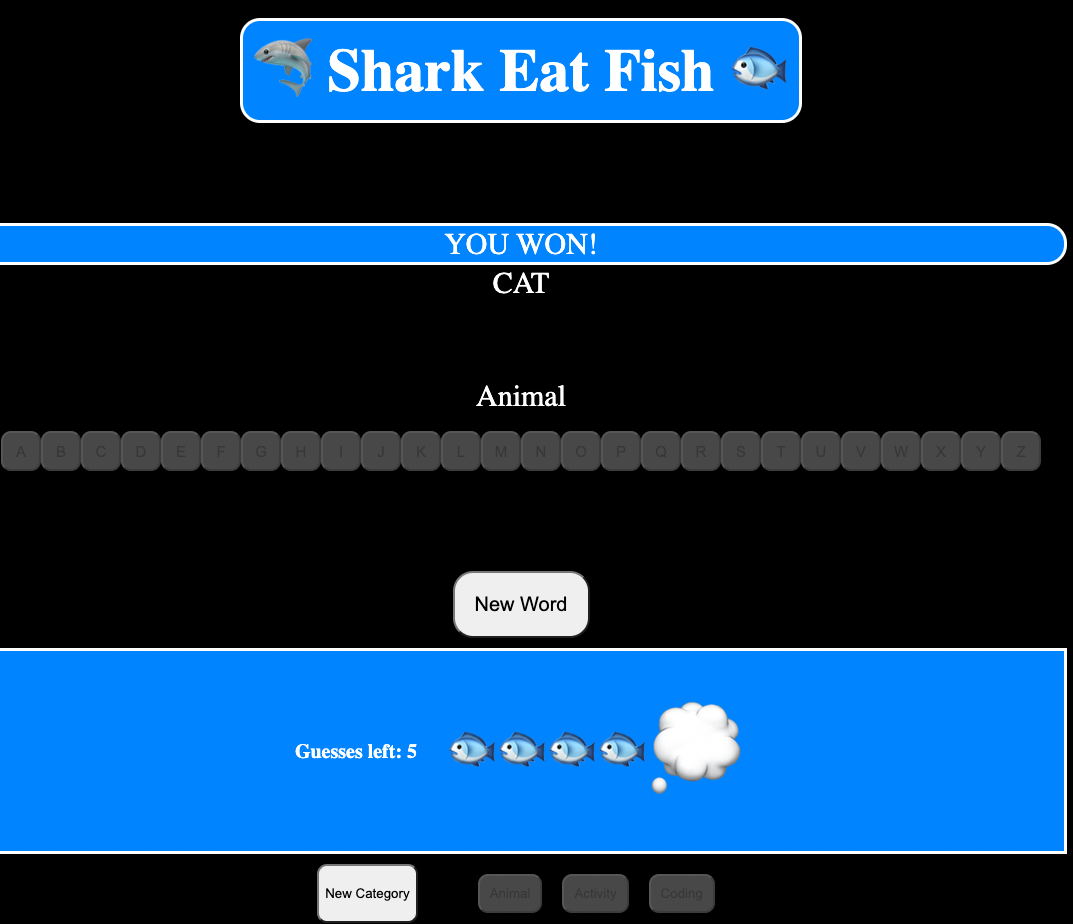 Shark Eat Fish
YOU WON!
CAT
Animal
A B C D E F G H I J K L M N O P Q R S T U V W X Y Z
New Word
Guesses left: 5
New Category Animal Activity Coding